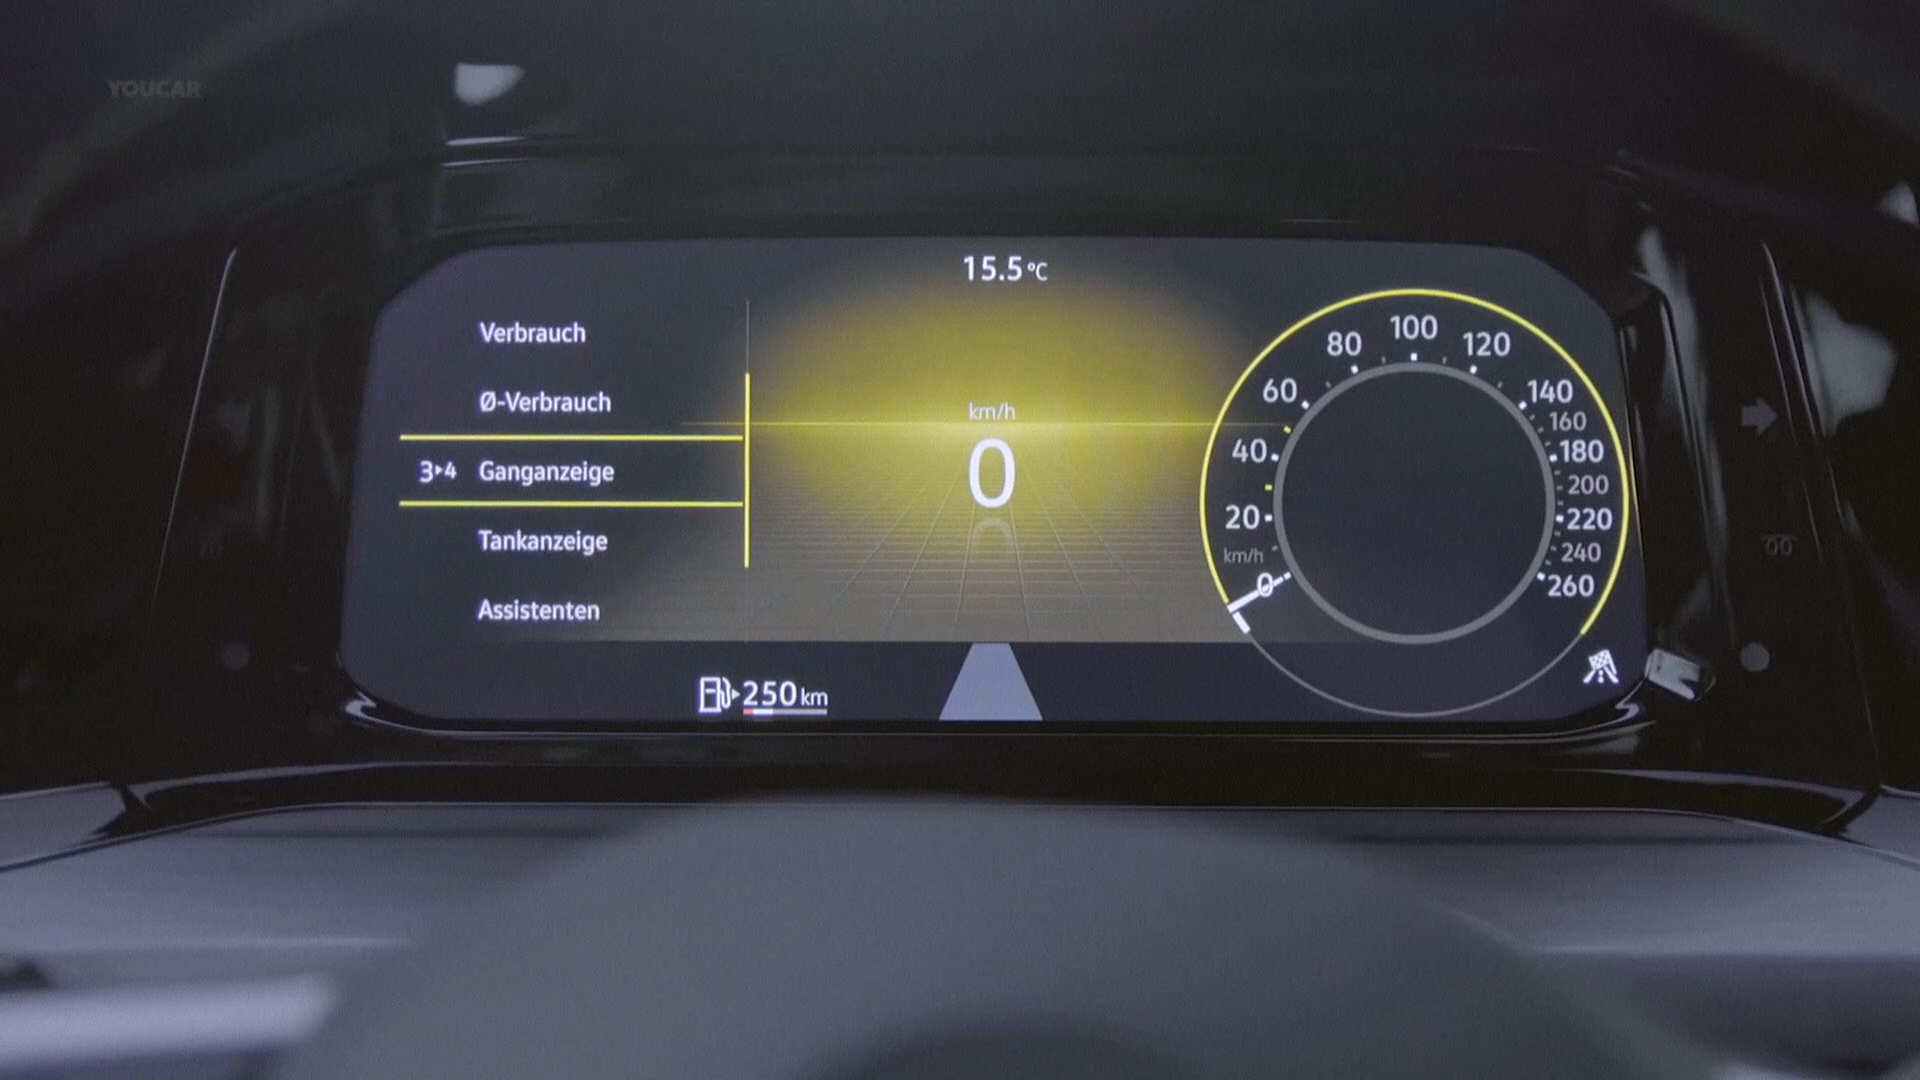 YOUCAR
15.5°C
Verbrauch
Ø-Verbrauch
3▸4 Ganganzeige
Tankanzeige
Assistenten
km/h
0
250 km
0
km/h
20
40
60
80
100
120
140
160
180
200
220
240
260